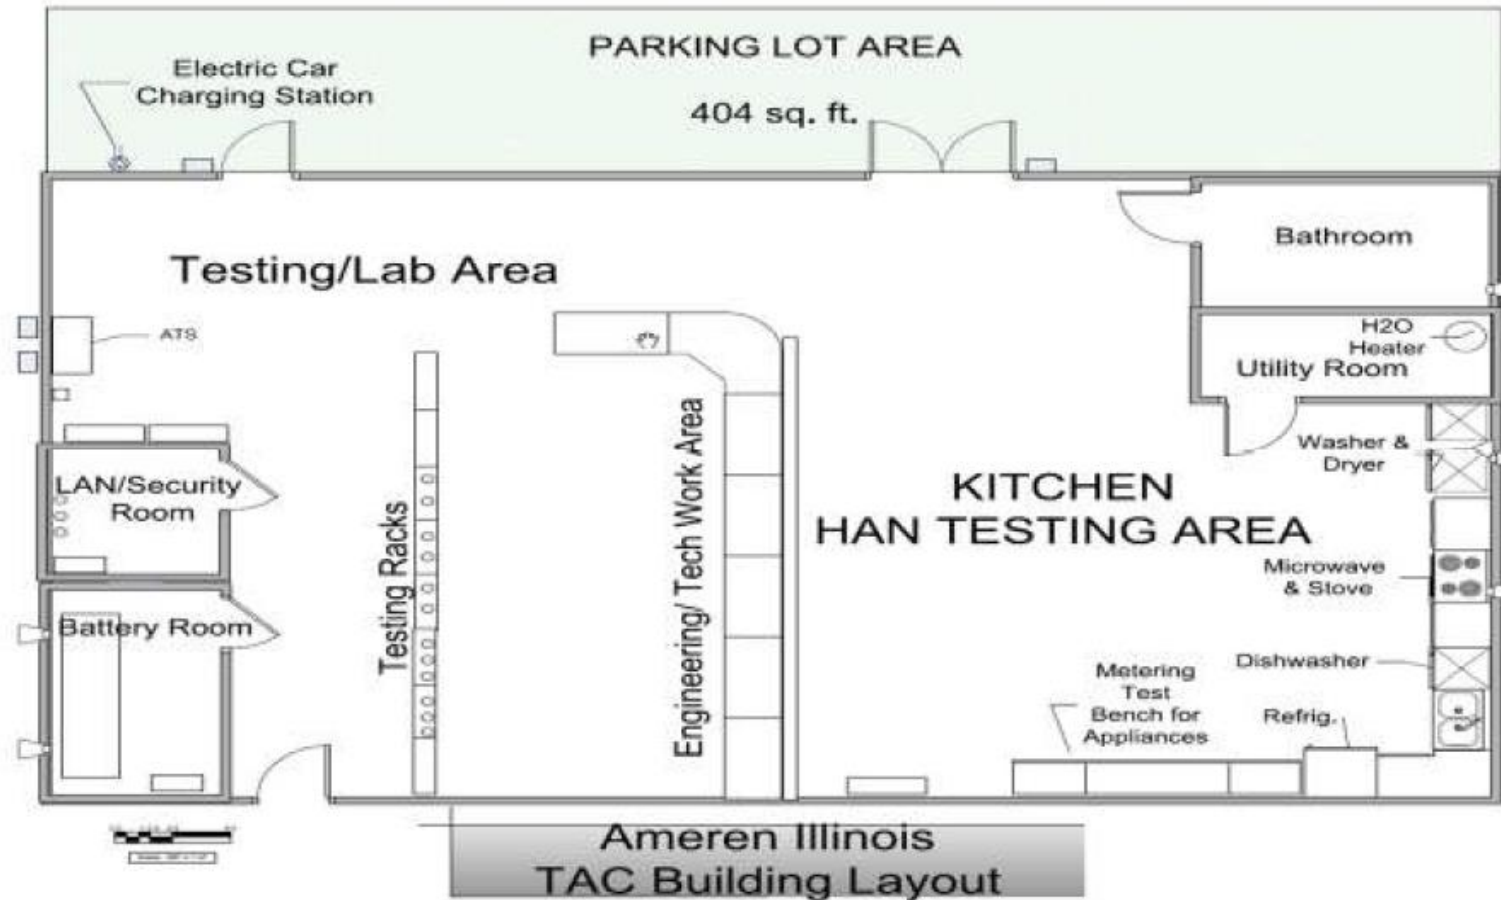 PARKING LOT AREA
404 sq. ft.
Electric Car
Charging Station
Testing/Lab Area
Bathroom
ATS
H2O
Heater
Utility Room
Washer &
Dryer
LAN/Security
Room
KITCHEN
HAN TESTING AREA
Testing Racks
Engineering/ Tech Work Area
Microwave
& Stove
Battery Room
Dishwasher
Metering
Test
Bench for
Appliances
Refrig.
Ameren Illinois
TAC Building Layout